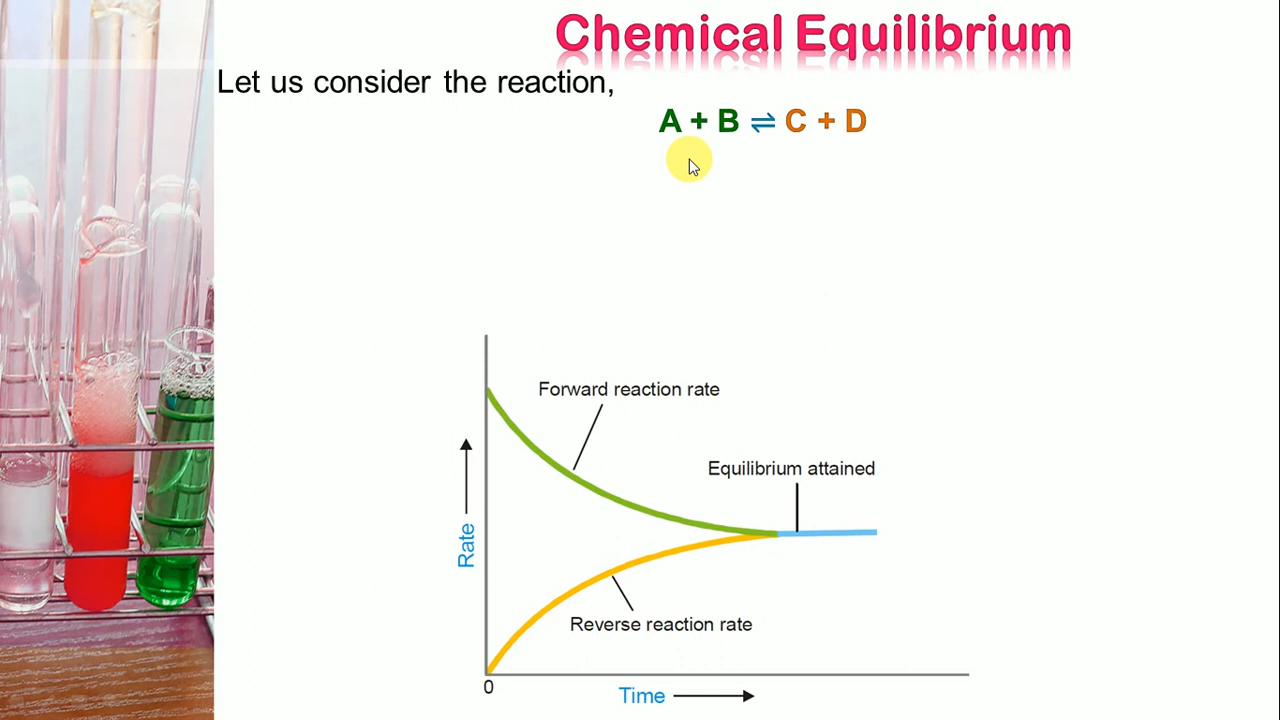 Chemical Equilibrium
Let us consider the reaction,
A + B ⇌ C + D
Forward reaction rate
Equilibrium attained
Rate
Reverse reaction rate
0
Time